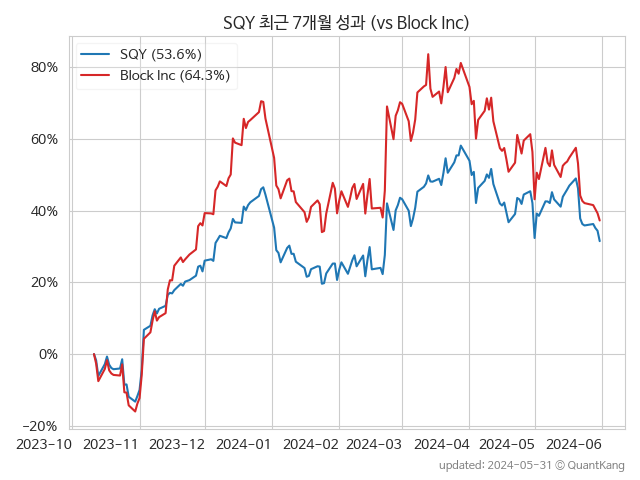 SQY 최근 7개월 성과 (vs Block Inc)
SQY (53.6%)
Block Inc (64.3%)
80%
60%
40%
20%
0%
−20%
2023−10 2023−11 2023−12 2024−01 2024−02 2024−03 2024−04 2024−05 2024−06
updated: 2024-05-31 © QuantKang